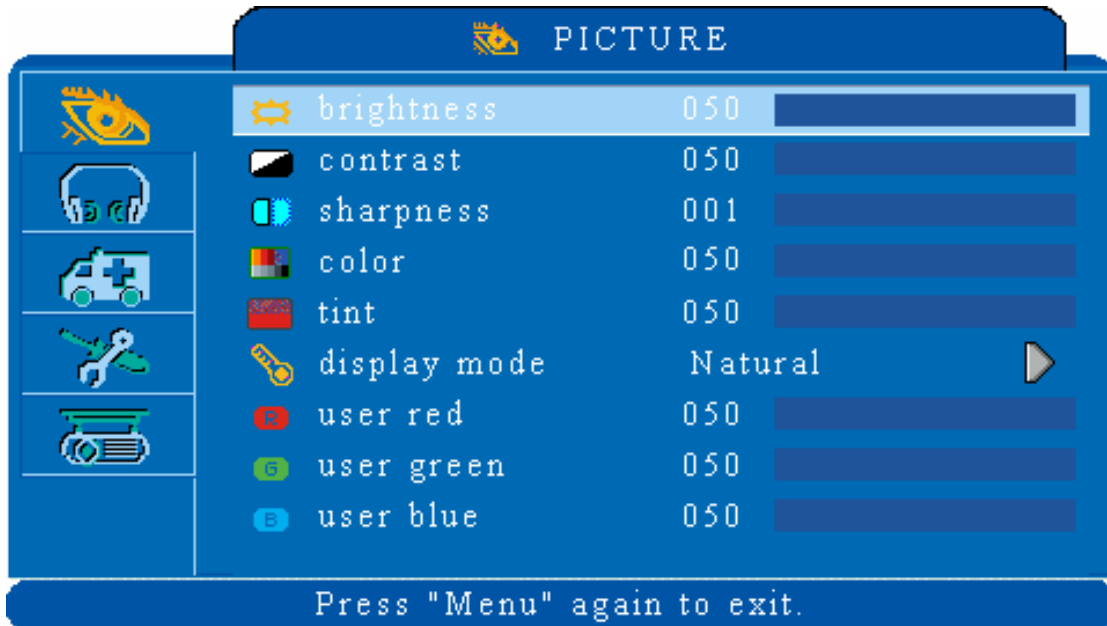 PICTURE
brightness 050
contrast 050
sharpness 001
color 050
tint 050
display mode Natural
R user red 050
G user green 050
B user blue 050
Press "Menu" again to exit.